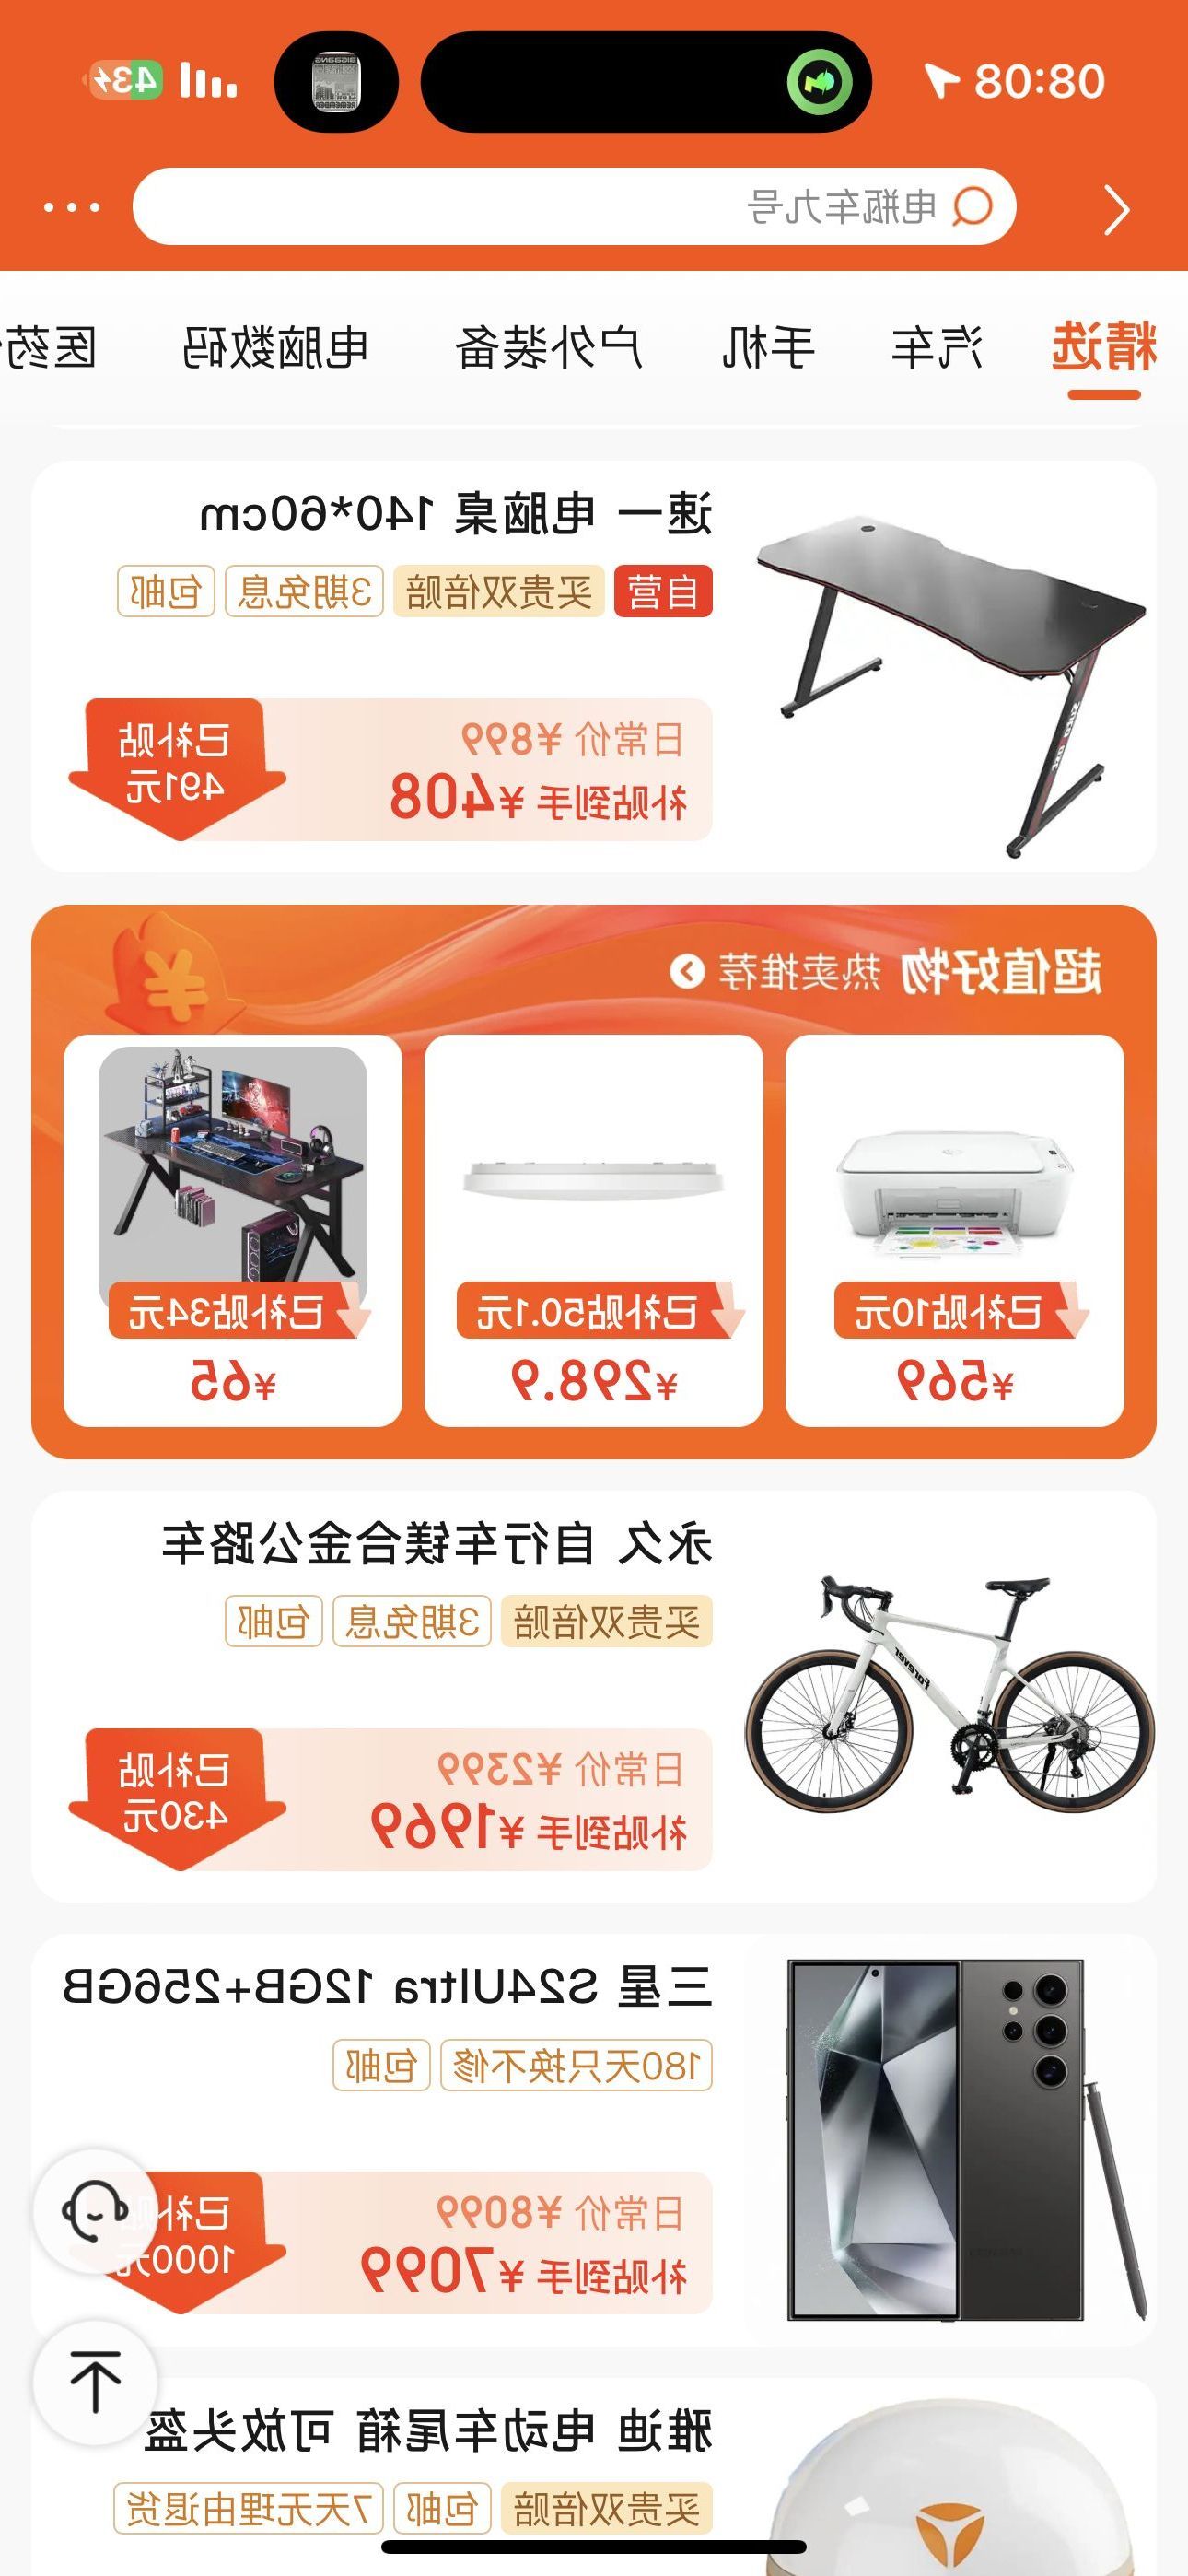 08:08
43
电瓶车九号
精选 汽车 手机 户外装备 电脑数码 医药
速一 电脑桌 140*60cm
自营 买贵双倍赔 3期免息 包邮
日常价 ¥899
补贴到手 ¥408
已补贴
491元
超值好物 热卖推荐
已补贴10元 已补贴50.1元 已补贴34元
¥569 ¥298.9 ¥65
永久 自行车镁合金公路车
Forever
买贵双倍赔 3期免息 包邮
日常价 ¥2399
补贴到手 ¥1969
已补贴
430元
三星 S24Ultra 12GB+256GB
180天只换不修 包邮
日常价 ¥8099
补贴到手 ¥7099
已补贴
1000元
雅迪 电动车尾箱 可放头盔
买贵双倍赔 包邮 7天无理由退货